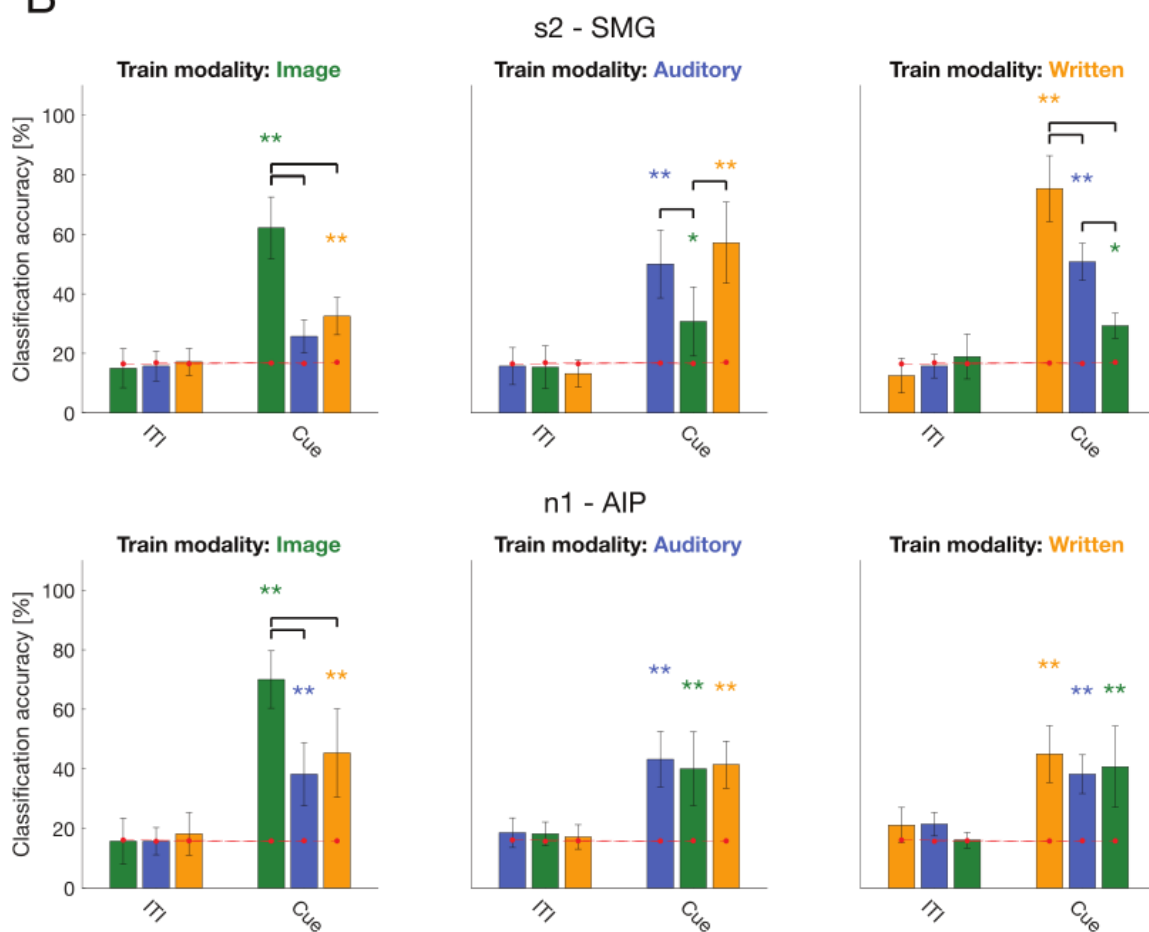 B
s2 - SMG
Train modality: Image
Train modality: Auditory
Train modality: Written
Classification accuracy [%]
100
80
60
40
20
0
**
**
**
*
**
**
**
*
ITI
Cue
ITI
Cue
ITI
Cue
n1 - AIP
Train modality: Image
Train modality: Auditory
Train modality: Written
Classification accuracy [%]
100
80
60
40
20
0
**
**
**
**
**
**
**
**
**
ITI
Cue
ITI
Cue
ITI
Cue